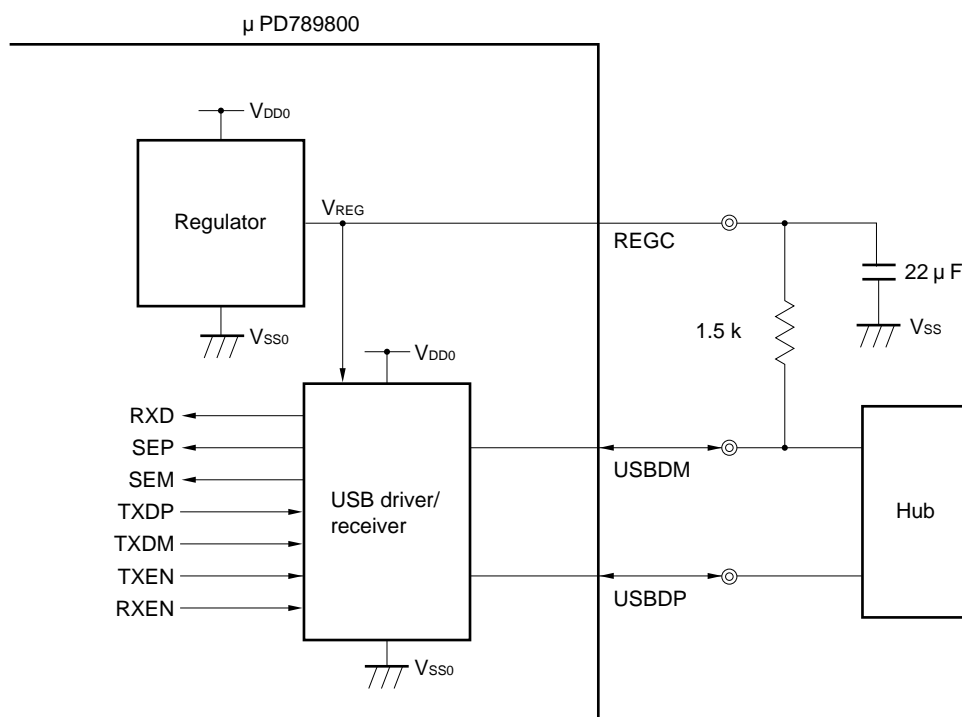 μ PD789800
VDD0
Regulator
VREG
REGC
22 μ F
VSS0
VSS
1.5 k
VDD0
RXD
SEP
SEM
TXDP
TXDM
TXEN
RXEN
USB driver/
receiver
USBDM
Hub
USBDP
VSS0